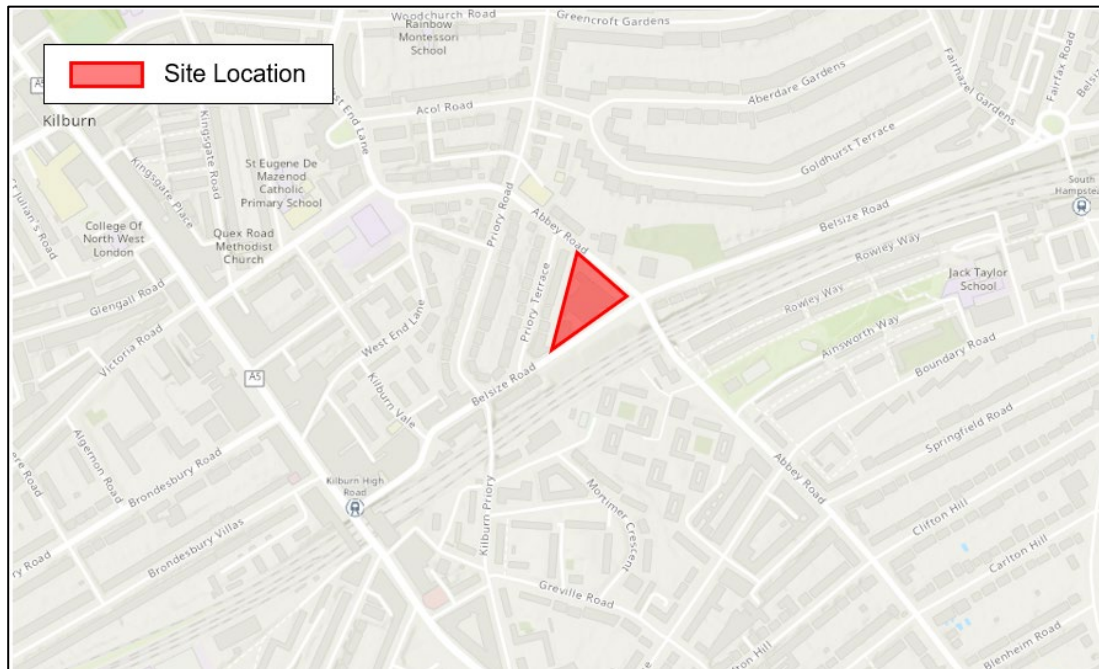 Site Location
Woodchurch Road
Greencroft Gardens
Rainbow
Montessori
School
Fairfax Road
Fairhazel Gardens
Aberdare Gardens
Acol Road
Kilburn
Kingsgate Road
Kingsgate Place
St Eugene De
Mazenod
Catholic
Primary School
Goldhurst Terrace
South
Belsize Road
Rowley Way
Abbey Road
Priory Road
College Of
North West
London
Quex Road
Methodist
Church
Jack Taylor
School
Rowley Way
Glengall Road
Priory Terrace
West End Lane
Ainsworth Way
Boundary Road
Victoria Road
A5
Belsize Road
Kilburn Vale
Springfield Road
Algernon Road
Brondesbury Road
Abbey Road
Kilburn High
Road
Mortimer Crescent
Clifton Hill
Carlton Hill
Kilburn Priory
Brondesbury Villas
Greville Road
Blenheim Road